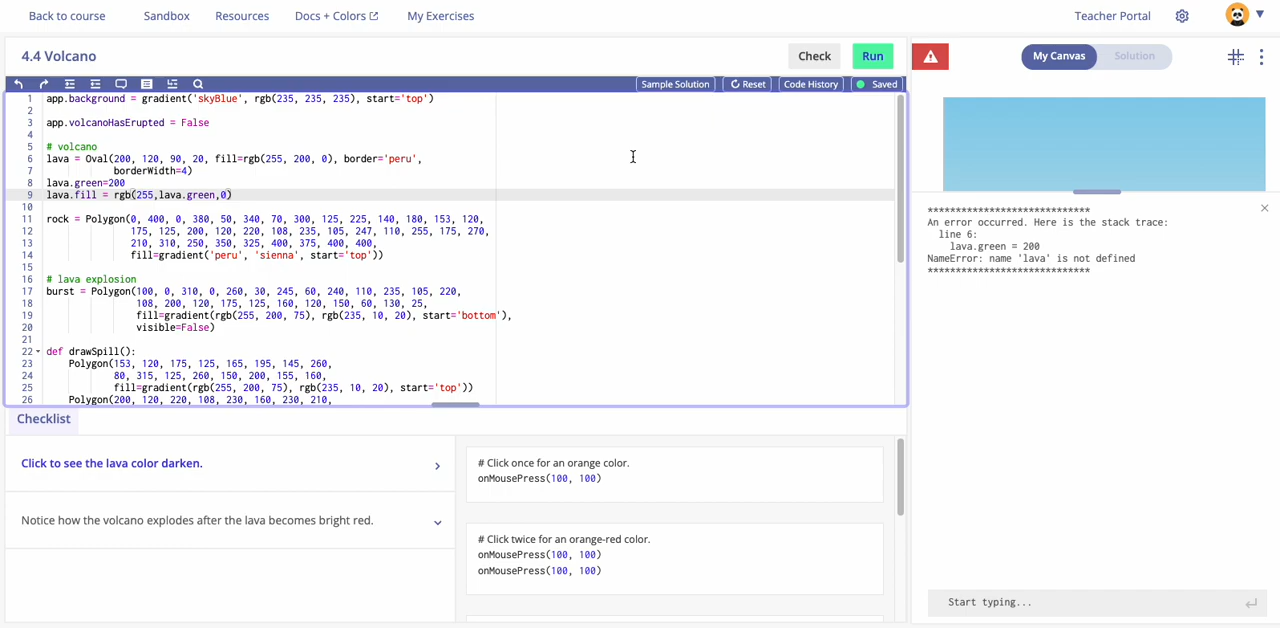 Back to course Sandbox Resources Docs + Colors My Exercises Teacher Portal
4.4 Volcano Check Run My Canvas Solution
Sample Solution Reset Code History Saved
1 app.background = gradient('skyBlue', rgb(235, 235, 235), start='top')
2
3 app.volcanoHasErupted = False
4
5 # volcano
6 lava = Oval(200, 120, 90, 20, fill=rgb(255, 200, 0), border='peru',
7 borderWidth=4)
8 lava.green=200
9 lava.fill = rgb(255,lava.green,0)
10
11 rock = Polygon(0, 400, 0, 380, 50, 340, 70, 300, 125, 225, 140, 180, 153, 120,
12 175, 125, 200, 120, 220, 108, 235, 105, 247, 110, 255, 175, 270,
13 210, 310, 250, 350, 325, 400, 375, 400, 400,
14 fill=gradient('peru', 'sienna', start='top'))
15
16 # lava explosion
17 burst = Polygon(100, 0, 310, 0, 260, 30, 245, 60, 240, 110, 235, 105, 220,
18 108, 200, 120, 175, 125, 160, 120, 150, 60, 130, 25,
19 fill=gradient(rgb(255, 200, 75), rgb(235, 10, 20), start='bottom'),
20 visible=False)
21
22 def drawSpill():
23 Polygon(153, 120, 175, 125, 165, 195, 145, 260,
24 80, 315, 125, 260, 150, 200, 155, 160,
25 fill=gradient(rgb(255, 200, 75), rgb(235, 10, 20), start='top'))
26 Polygon(200, 120, 220, 108, 230, 160, 230, 210,
****************************
An error occurred. Here is the stack trace:
line 6:
lava.green = 200
NameError: name 'lava' is not defined
****************************
Start typing...
Checklist
Click to see the lava color darken.
Notice how the volcano explodes after the lava becomes bright red.
# Click once for an orange color.
onMousePress(100, 100)
# Click twice for an orange-red color.
onMousePress(100, 100)
onMousePress(100, 100)